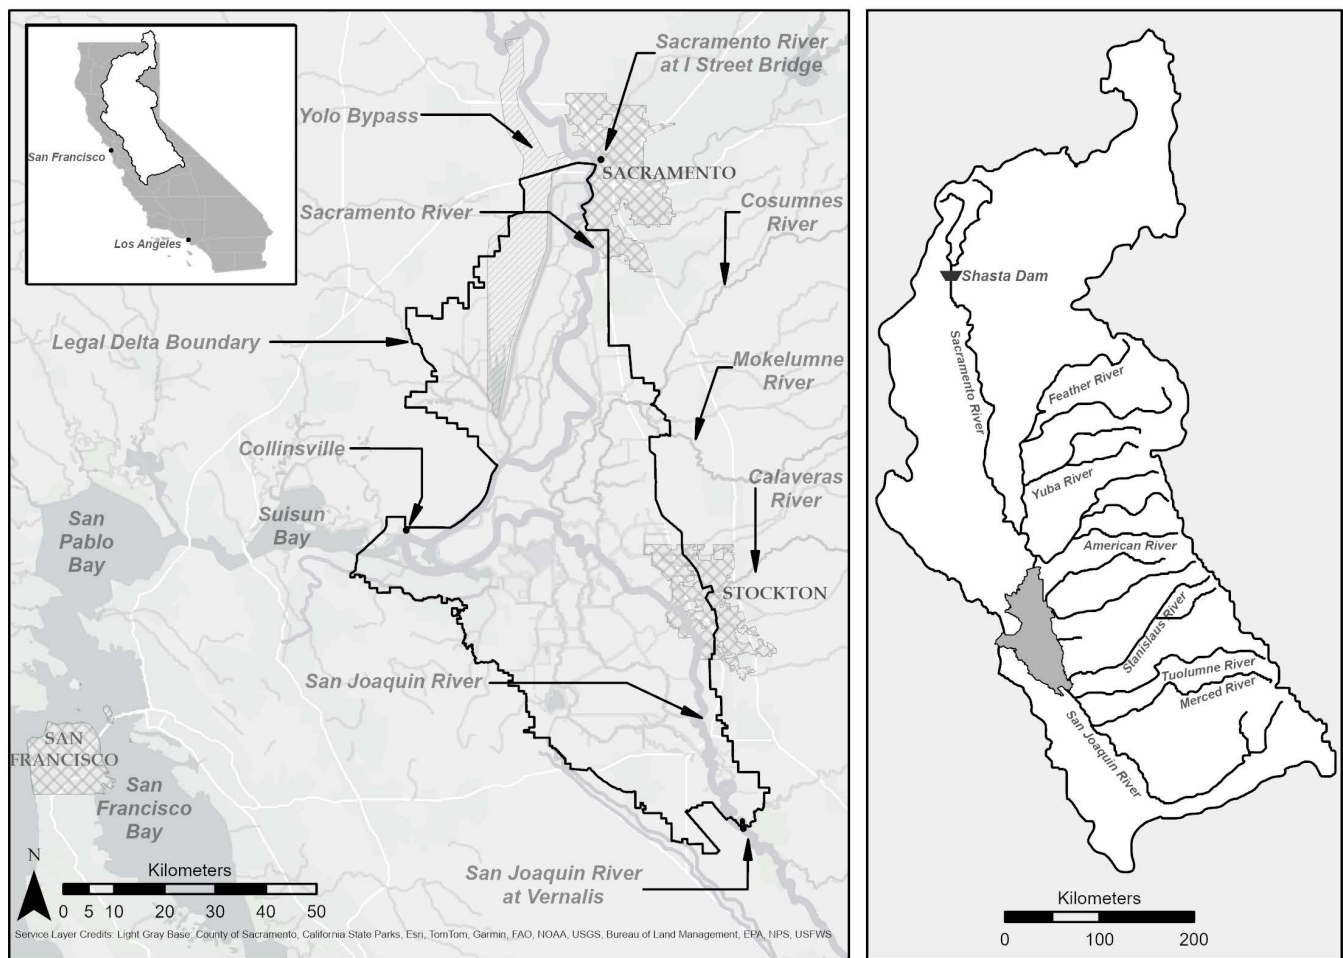 San Francisco
Los Angeles
Sacramento River
at I Street Bridge
Yolo Bypass
SACRAMENTO
Sacramento River
Cosumnes
River
Legal Delta Boundary
Mokelumne
River
Collinsville
Calaveras
River
San
Pablo
Bay
Suisun
Bay
STOCKTON
San Joaquin River
SAN
FRANCISCO
San
Francisco
Bay
San Joaquin River
at Vernalis
N
Kilometers
0 5 10 20 30 40 50
Service Layer Credits: Light Gray Base: County of Sacramento, California State Parks, Esri, TomTom, Garmin, FAO, NOAA, USGS, Bureau of Land Management, EPA, NPS, USFWS
Shasta Dam
Sacramento River
Feather River
Yuba River
American River
Stanislaus River
Tuolumne River
Merced River
San Joaquin River
Kilometers
0 100 200